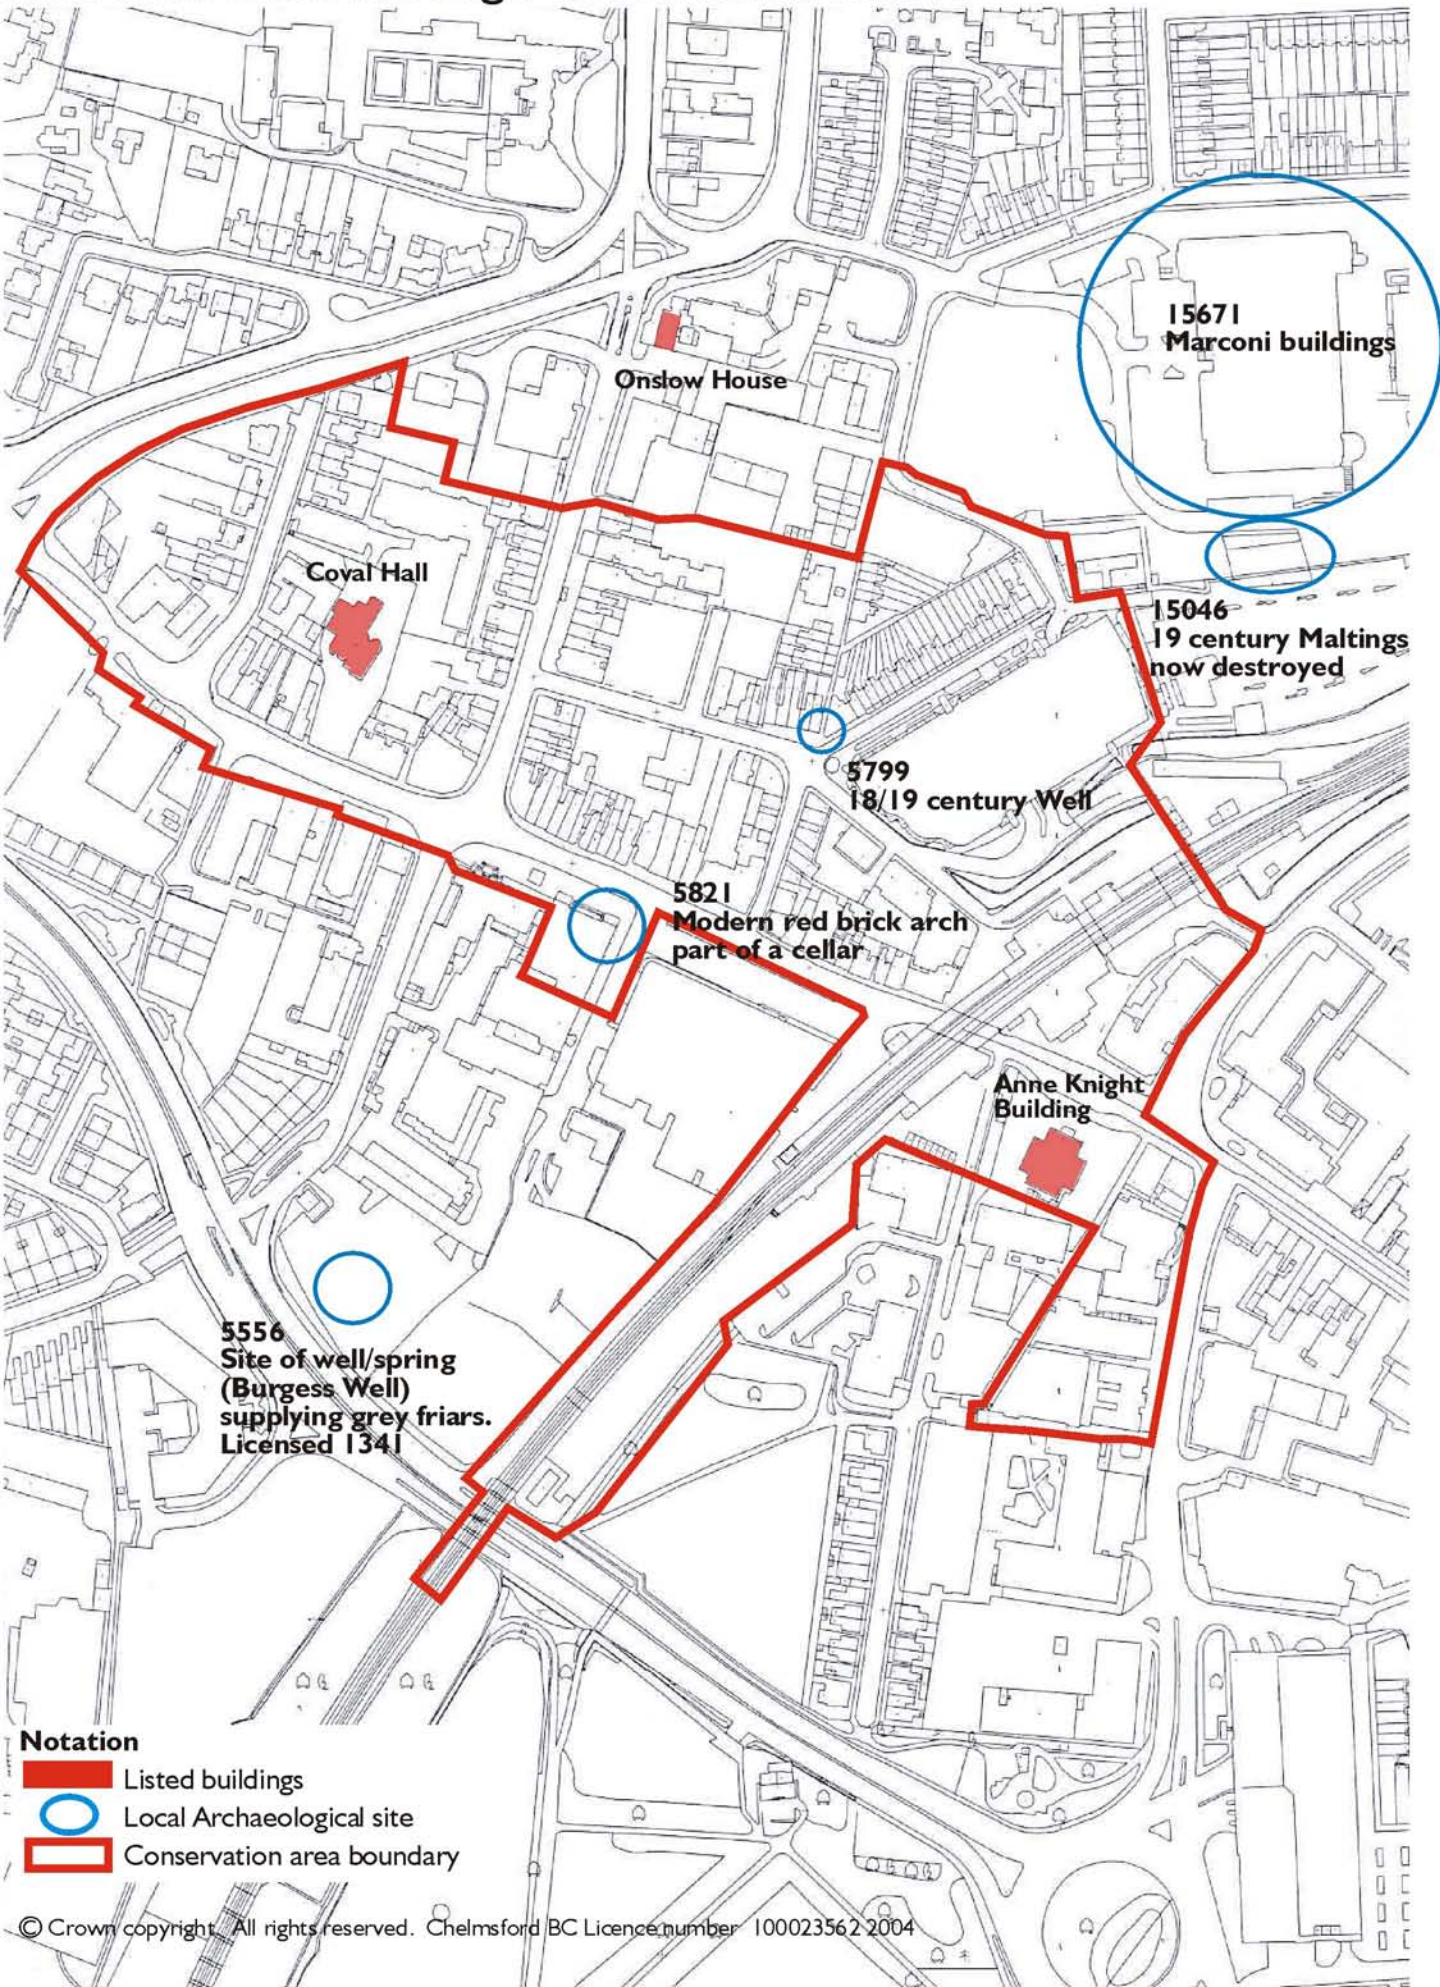 15671
Marconi buildings
Onslow House
Coval Hall
15046
19 century Maltings
now destroyed
5799
18/19 century Well
5821
Modern red brick arch
part of a cellar
Anne Knight
Building
5556
Site of well/spring
(Burgess Well)
supplying grey friars.
Licensed 1341
Notation
Listed buildings
Local Archaeological site
Conservation area boundary
© Crown copyright. All rights reserved. Chelmsford BC Licence number 100023562 2004